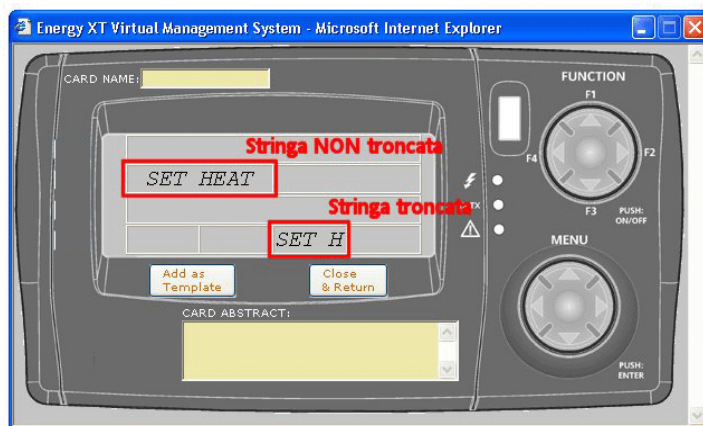 Energy XT Virtual Management System - Microsoft Internet Explorer
CARD NAME:
FUNCTION
F1
F2
F3
F4
PUSH:
ON/OFF
Stringa NON troncata
SET HEAT
Stringa troncata
TX
SET H
MENU
Add as
Template
Close
& Return
CARD ABSTRACT:
PUSH:
ENTER